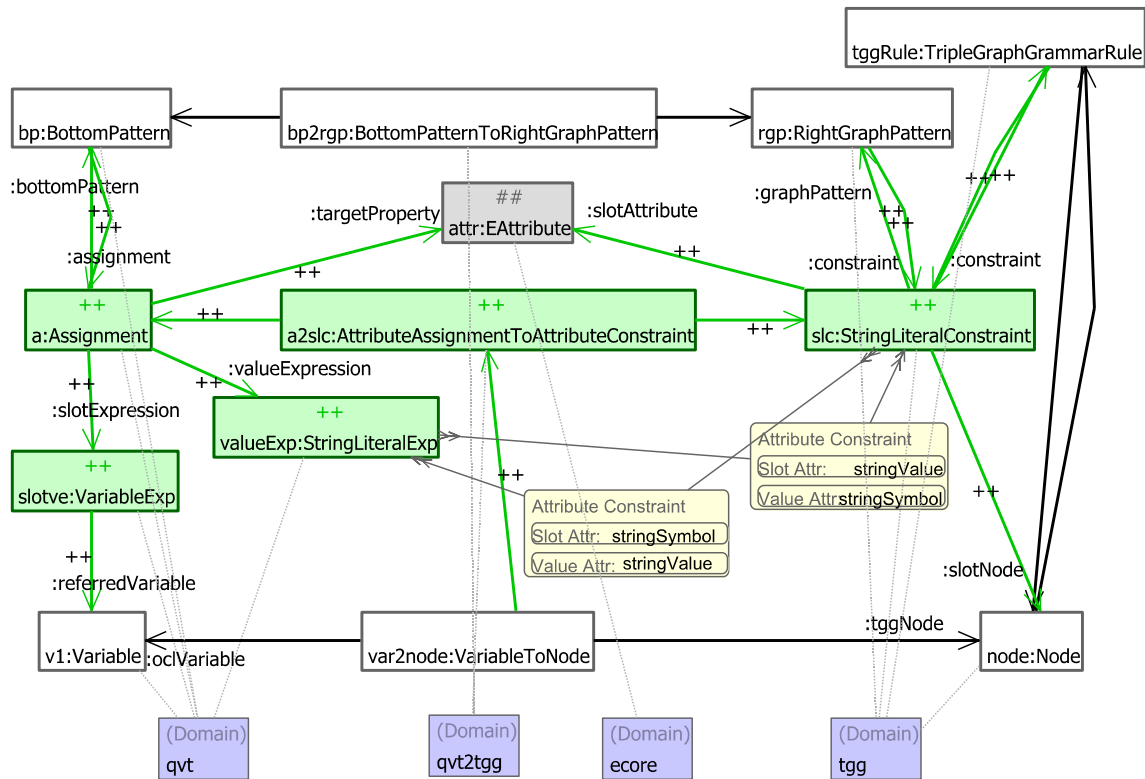 tggRule:TripleGraphGrammarRule
bp:BottomPattern
bp2rgp:BottomPatternToRightGraphPattern
rgp:RightGraphPattern
:bottomPattern
++
++
:assignment
:targetProperty
++
##
attr:EAttribute
:slotAttribute
++
:graphPattern
++
++
:constraint
++
++
:constraint
++
a:Assignment
++
++
a2slc:AttributeAssignmentToAttributeConstraint
++
++
slc:StringLiteralConstraint
++
:slotExpression
++
:valueExpression
++
valueExp:StringLiteralExp
++
slotve:VariableExp
++
Attribute Constraint
Slot Attr: stringValue
Value Attr: stringSymbol
Attribute Constraint
Slot Attr: stringSymbol
Value Attr: stringValue
++
++
:referredVariable
:slotNode
v1:Variable
:oclVariable
var2node:VariableToNode
:tggNode
node:Node
(Domain)
qvt
(Domain)
qvt2tgg
(Domain)
ecore
(Domain)
tgg